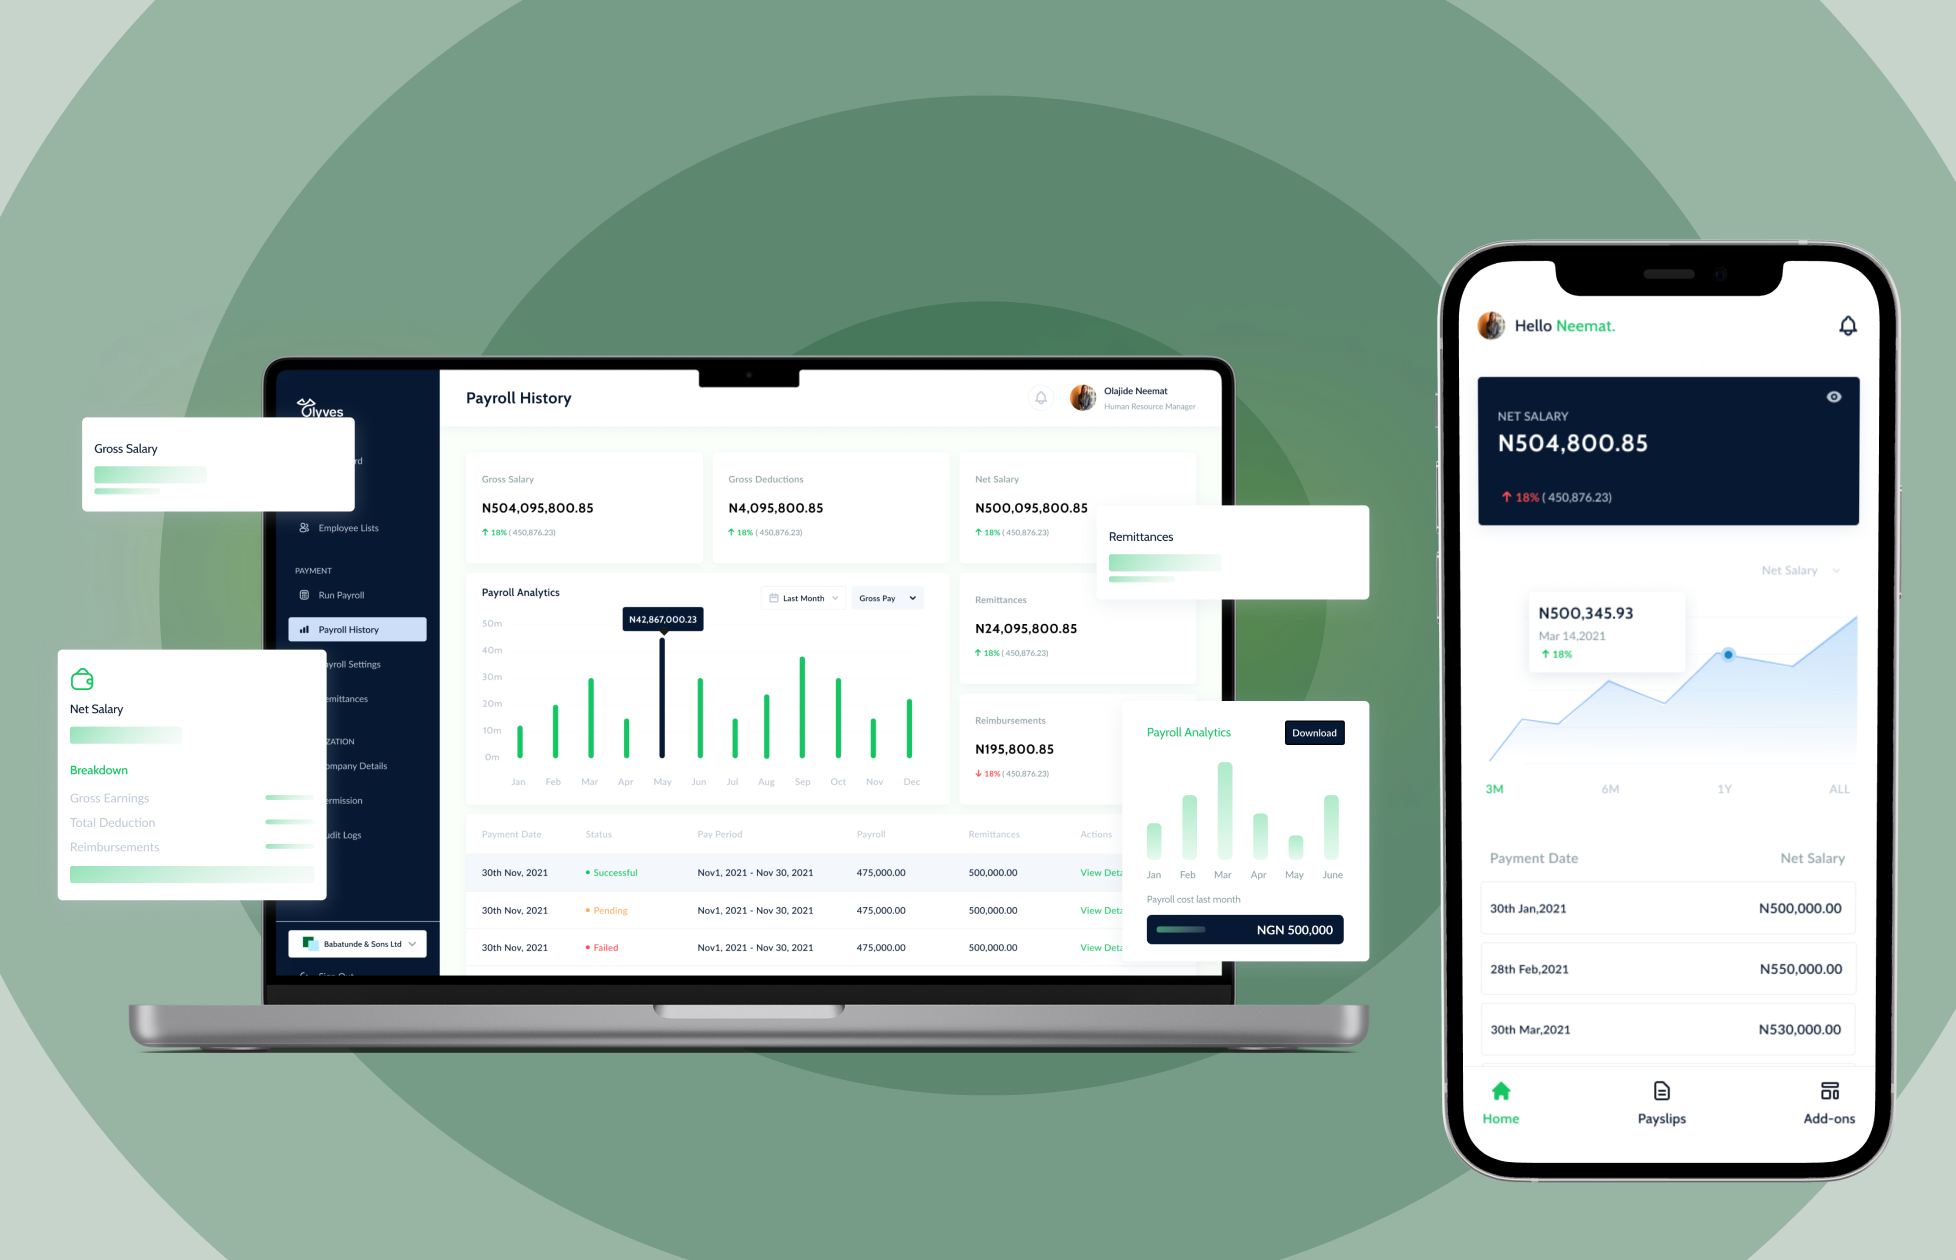 Olyves
Gross Salary
Employee Lists
PAYMENT
Run Payroll
Payroll History
yroll Settings
emittances
ZATION
ompany Details
ermission
udit Logs
Babatunde & Sons Ltd
Net Salary
Breakdown
Gross Earnings
Total Deduction
Reimbursements
Payroll History
Olajide Neemat
Human Resource Manager
Gross Salary
N504,095,800.85
18% ( 450,876.23)
Gross Deductions
N4,095,800.85
18% ( 450,876.23)
Net Salary
N500,095,800.85
18% ( 450,876.23)
Remittances
Payroll Analytics
Last Month
Gross Pay
N42,867,000.23
50m
40m
30m
20m
10m
0m
Jan Feb Mar Apr May Jun Jul Aug Sep Oct Nov Dec
Remittances
N24,095,800.85
18% ( 450,876.23)
Reimbursements
N195,800.85
18% ( 450,876.23)
Payment Date Status Pay Period Payroll Remittances Actions
30th Nov, 2021 Successful Nov1, 2021 - Nov 30, 2021 475,000.00 500,000.00 View Deta
30th Nov, 2021 Pending Nov1, 2021 - Nov 30, 2021 475,000.00 500,000.00 View Deta
30th Nov, 2021 Failed Nov1, 2021 - Nov 30, 2021 475,000.00 500,000.00 View Deta
Payroll Analytics
Download
Jan Feb Mar Apr May June
Payroll cost last month
NGN 500,000
Hello Neemat.
NET SALARY
N504,800.85
18% ( 450,876.23)
Net Salary
N500,345.93
Mar 14,2021
18%
3M 6M 1Y ALL
Payment Date Net Salary
30th Jan,2021 N500,000.00
28th Feb,2021 N550,000.00
30th Mar,2021 N530,000.00
Home Payslips Add-ons